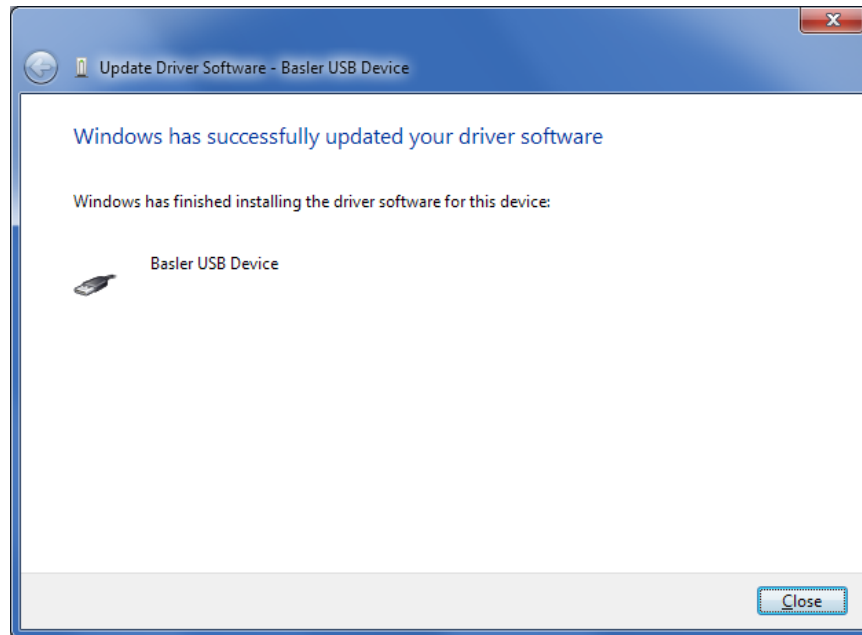 Update Driver Software - Basler USB Device
Windows has successfully updated your driver software
Windows has finished installing the driver software for this device:
Basler USB Device
Close